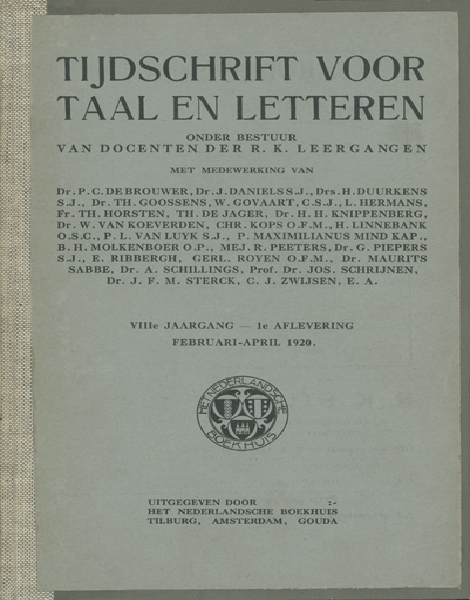 TIJDSCHRIFT VOOR
TAAL EN LETTEREN
ONDER BESTUUR
VAN DOCENTEN DER R. K. LEERGANGEN
MET MEDEWERKING VAN
Dr. P. C. DE BROUWER, Dr. J. DANIELS S.J., Drs. H. DUURKENS
S.J., Dr. TH. GOOSSENS, W. GOVAART, C.S.J., L. HERMANS,
Fr. TH. HORSTEN, TH. DE JAGER, Dr. H. H. KNIPPENBERG,
Dr. W. VAN KOEVERDEN, CHR. KOPS O.F.M., H. LINNEBANK
O.S.C., P. L. VAN LUYK S.J., P. MAXIMILIANUS MIND KAP.,
B. H. MOLKENBOER O.P., MEJ. R. PEETERS, Dr. G. PIEPERS
S.J., E. RIBBERGH, GERL. ROYEN O.F.M., Dr. MAURITS
SABBE, Dr. A. SCHILLINGS, Prof. Dr. JOS. SCHRIJNEN,
Dr. J. F. M. STERCK, C. J. ZWIJSEN, E. A.
VIIIe JAARGANG — 1e AFLEVERING
FEBRUARI-APRIL 1920.
HET NEDERLANDSCHE
BOEKHUIS
UITGEGEVEN DOOR :-
HET NEDERLANDSCHE BOEKHUIS
TILBURG, AMSTERDAM, GOUDA